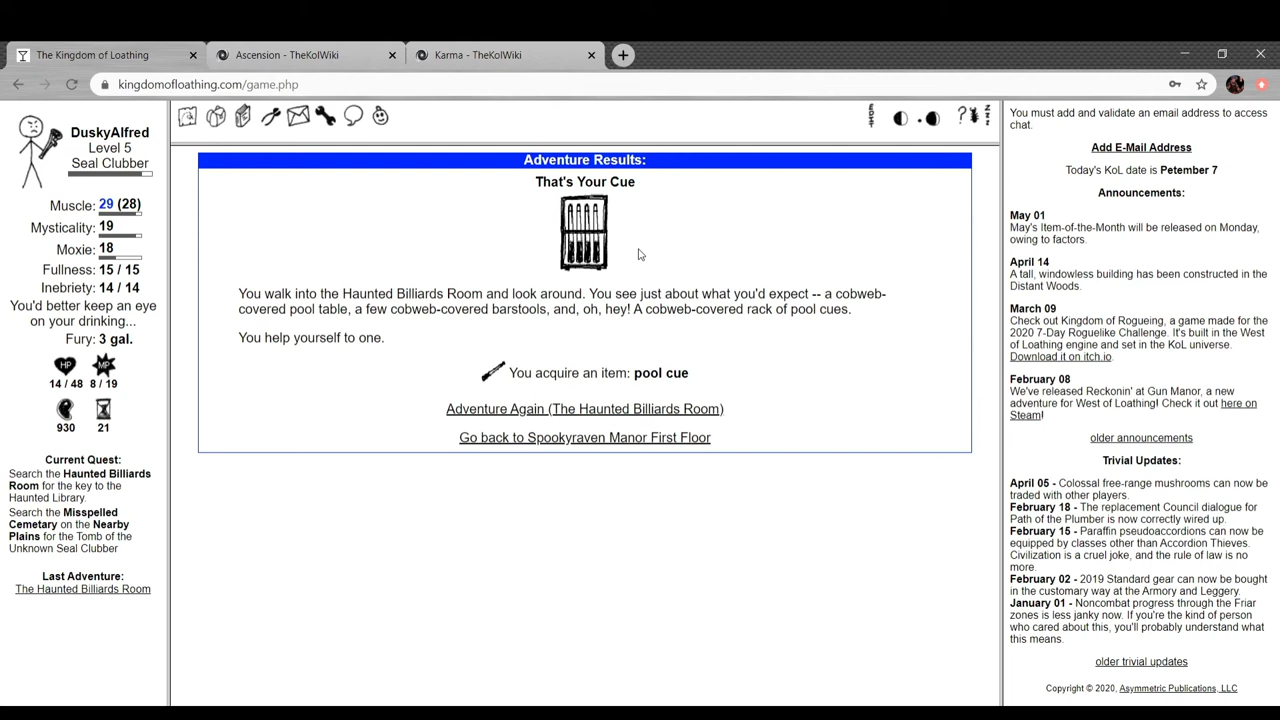 The Kingdom of Loathing
Ascension - TheKolWiki
Karma - TheKolWiki
kingdomofloathing.com/game.php
DuskyAlfred
Level 5
Seal Clubber
Muscle: 29 (28)
Mysticality: 19
Moxie: 18
Fullness: 15 / 15
Inebriety: 14 / 14
You'd better keep an eye
on your drinking...
Fury: 3 gal.
HP MP
14 / 48 8 / 19
930 21
Current Quest:
Search the Haunted Billiards
Room for the key to the
Haunted Library.
Search the Misspelled
Cemetary on the Nearby
Plains for the Tomb of the
Unknown Seal Clubber
Last Adventure:
The Haunted Billiards Room
Adventure Results:
That's Your Cue
You walk into the Haunted Billiards Room and look around. You see just about what you'd expect -- a cobweb-
covered pool table, a few cobweb-covered barstools, and, oh, hey! A cobweb-covered rack of pool cues.
You help yourself to one.
You acquire an item: pool cue
Adventure Again (The Haunted Billiards Room)
Go back to Spookyraven Manor First Floor
You must add and validate an email address to access
chat.
Add E-Mail Address
Today's KoL date is Petember 7
Announcements:
May 01
May's Item-of-the-Month will be released on Monday,
owing to factors.
April 14
A tall, windowless building has been constructed in the
Distant Woods.
March 09
Check out Kingdom of Rogueing, a game made for the
2020 7-Day Roguelike Challenge. It's built in the West
of Loathing engine and set in the KoL universe.
Download it on itch.io.
February 08
We've released Reckonin' at Gun Manor, a new
adventure for West of Loathing! Check it out here on
Steam!
older announcements
Trivial Updates:
April 05 - Colossal free-range mushrooms can now be
traded with other players.
February 18 - The replacement Council dialogue for
Path of the Plumber is now correctly wired up.
February 15 - Paraffin pseudoaccordions can now be
equipped by classes other than Accordion Thieves.
Civilization is a cruel joke, and the rule of law is no
more.
February 02 - 2019 Standard gear can now be bought
in the customary way at the Armory and Leggery.
January 01 - Noncombat progress through the Friar
zones is less janky now. If you're the kind of person
who cared about this, you'll probably understand what
this means.
older trivial updates
Copyright © 2020, Asymmetric Publications, LLC